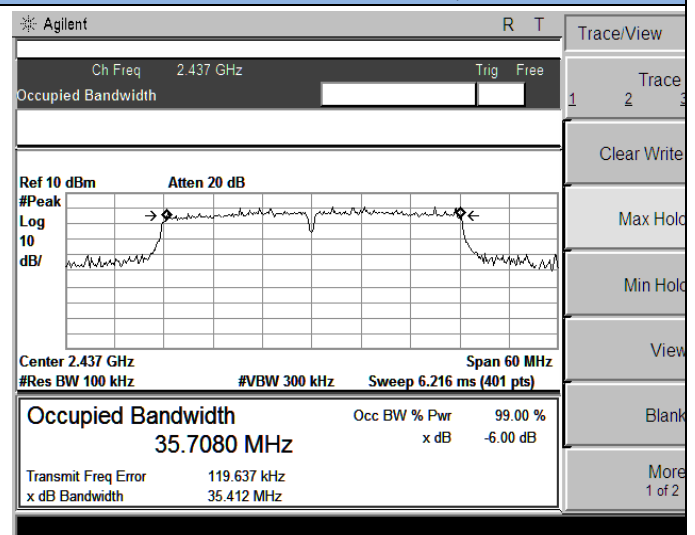 Agilent R T
Trace/View
Ch Freq 2.437 GHz Trig Free
Occupied Bandwidth
Trace
1 2 3
Clear Write
Ref 10 dBm Atten 20 dB
#Peak
Log
10
dB/
Max Hold
Min Hold
View
Center 2.437 GHz Span 60 MHz
#Res BW 100 kHz #VBW 300 kHz Sweep 6.216 ms (401 pts)
Occupied Bandwidth Occ BW % Pwr 99.00 %
35.7080 MHz x dB -6.00 dB
Blank
Transmit Freq Error 119.637 kHz
x dB Bandwidth 35.412 MHz
More
1 of 2